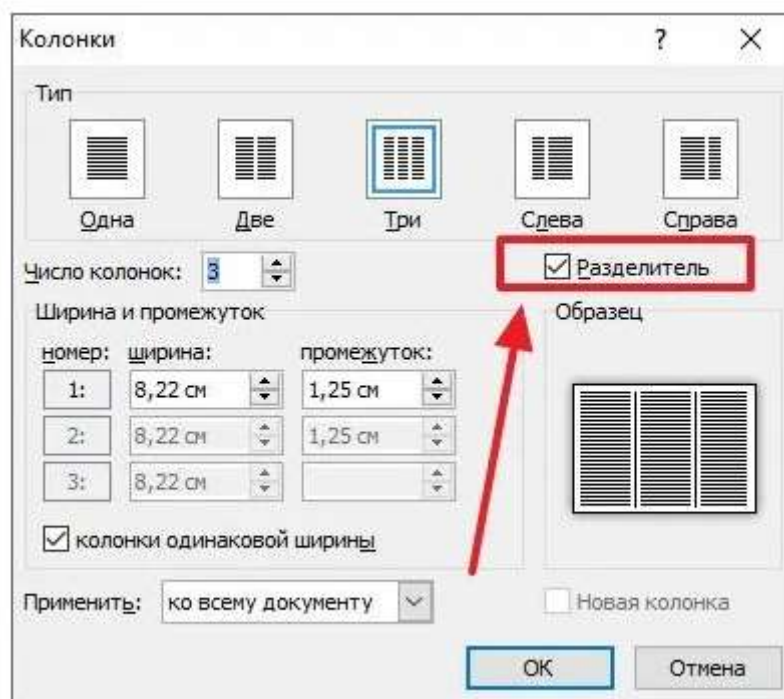 Колонки ?
Тип
Одна Две Три Слева Справа
Число колонок: 3 Разделитель
Ширина и промежуток Образец
номер: ширина: промежуток:
1: 8,22 см 1,25 см
2: 8,22 см 1,25 см
3: 8,22 см
колонки одинаковой ширины
Применить: ко всему документу Новая колонка
ОК Отмена